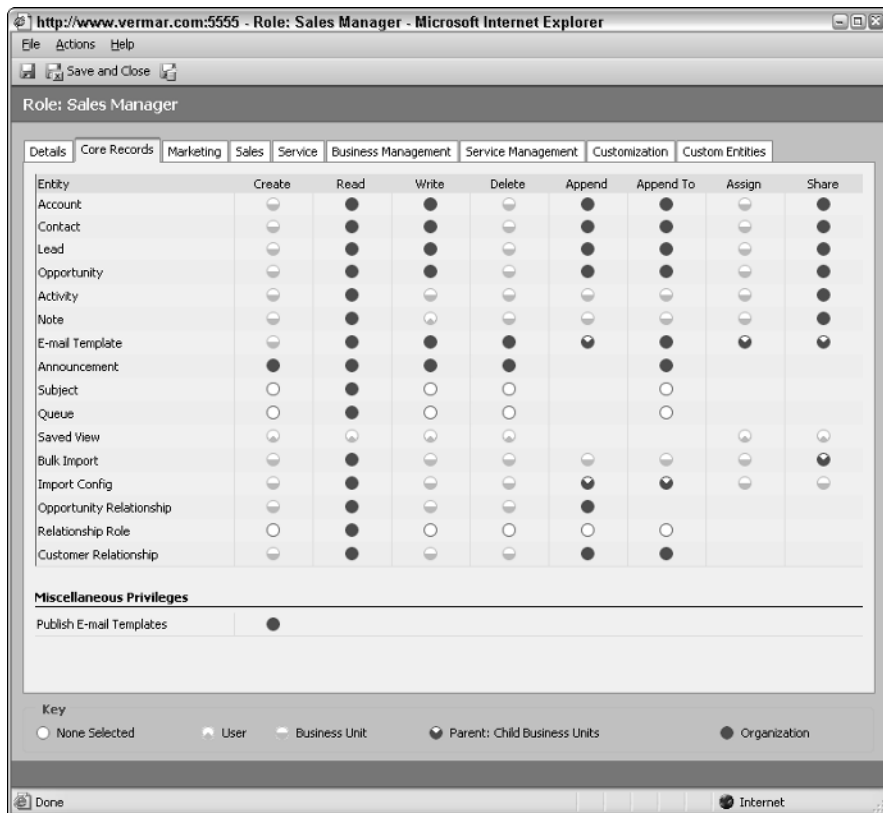 http://www.vermar.com:5555 - Role: Sales Manager - Microsoft Internet Explorer
File Actions Help
Save and Close
Role: Sales Manager
Details Core Records Marketing Sales Service Business Management Service Management Customization Custom Entities
Entity Create Read Write Delete Append Append To Assign Share
Account
Contact
Lead
Opportunity
Activity
Note
E-mail Template
Announcement
Subject
Queue
Saved View
Bulk Import
Import Config
Opportunity Relationship
Relationship Role
Customer Relationship
Miscellaneous Privileges
Publish E-mail Templates
Key
None Selected User Business Unit Parent: Child Business Units Organization
Done Internet